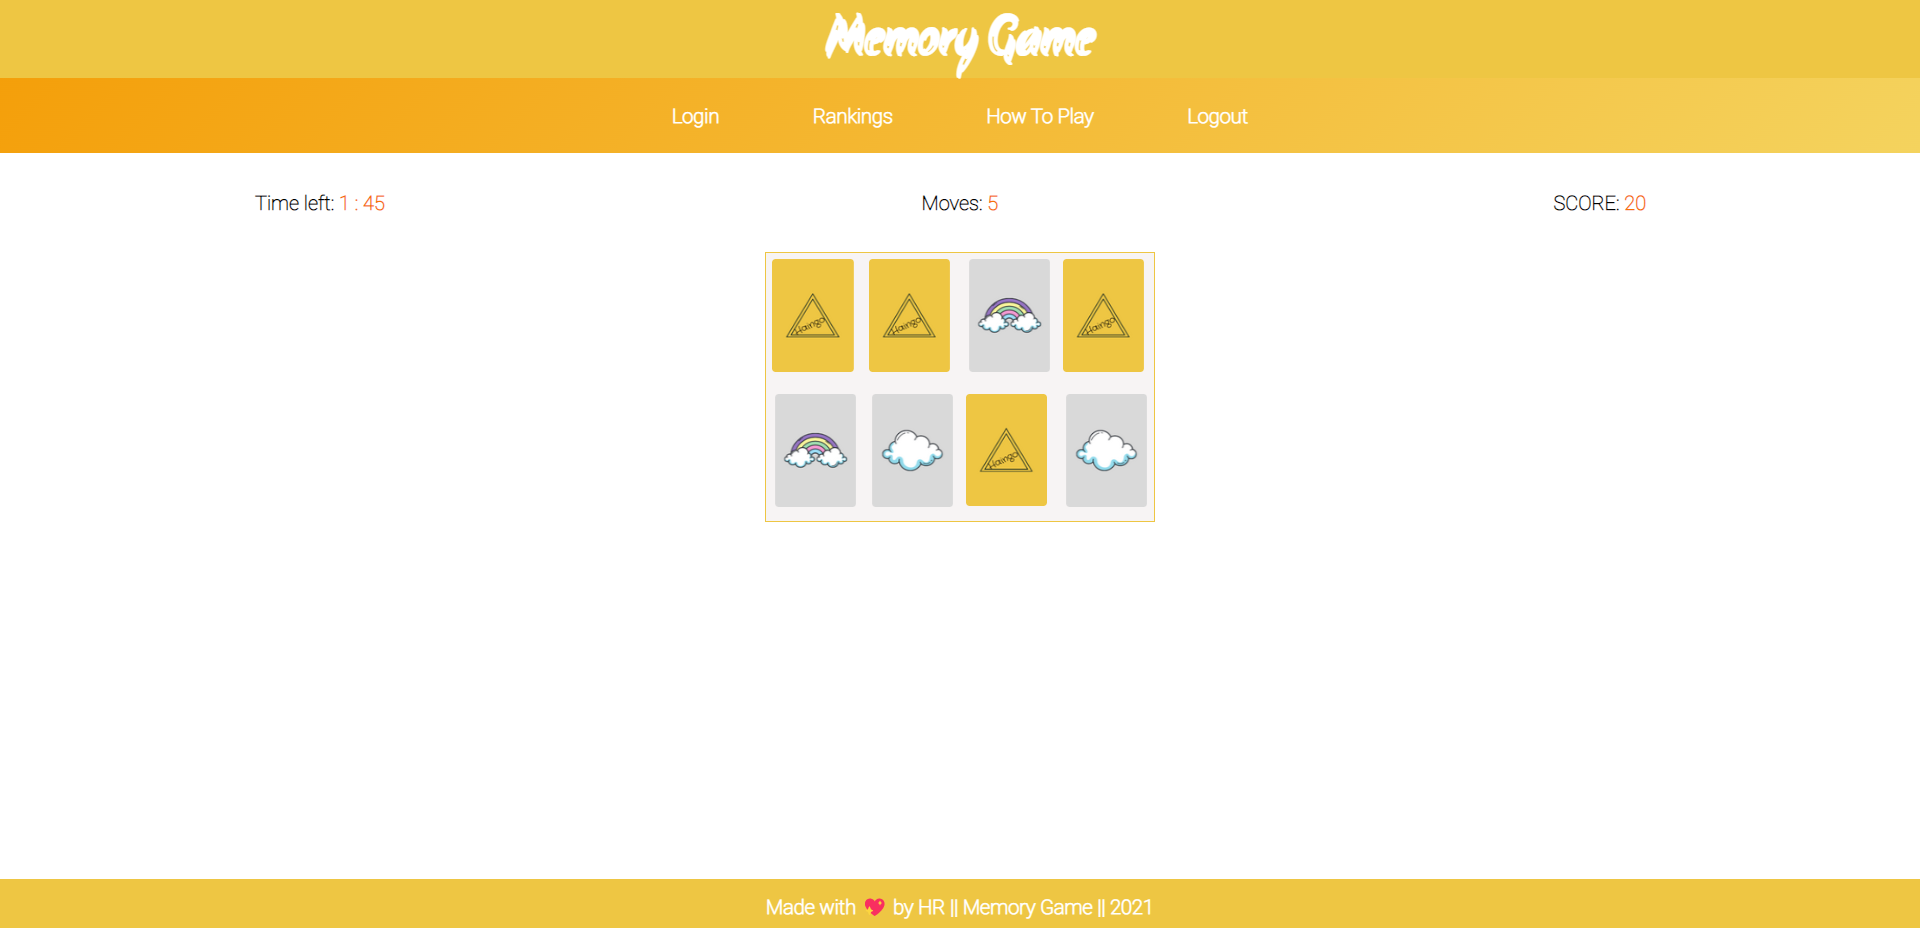 Memory Game
Login Rankings How To Play Logout
Time left: 1 : 45 Moves: 5 SCORE: 20
Made with 💖 by HR || Memory Game || 2021